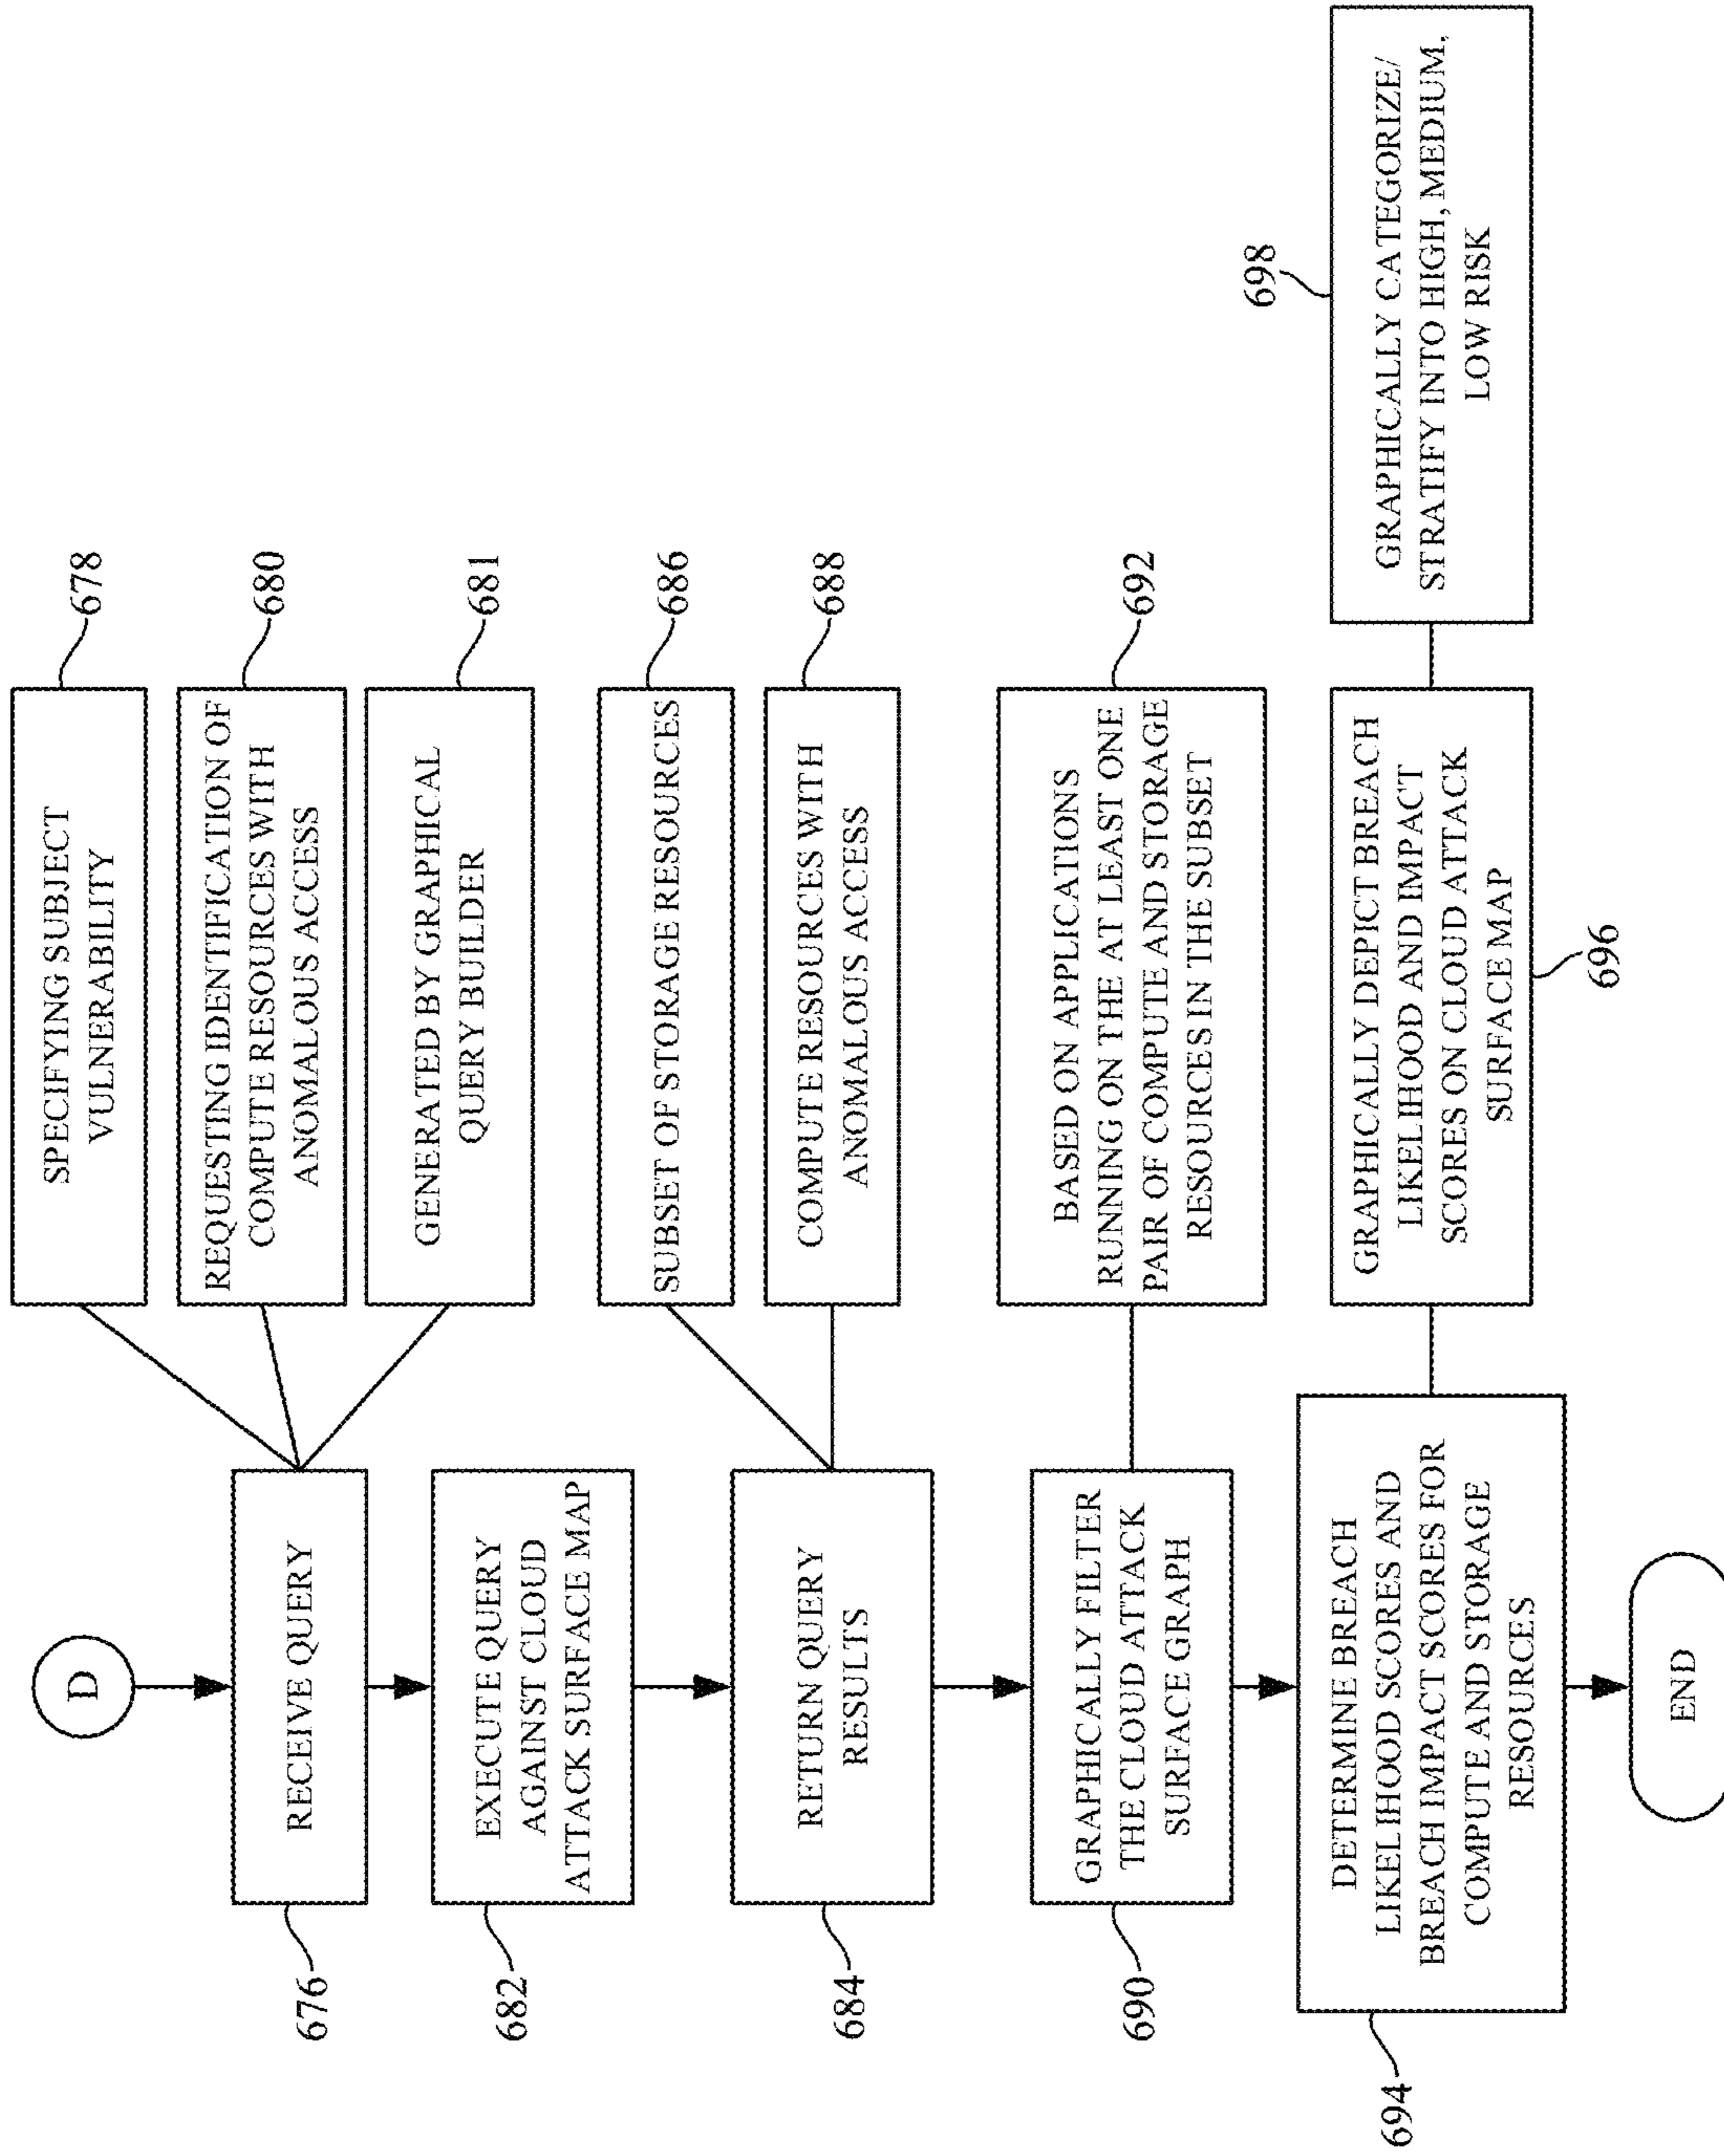 D
RECEIVE QUERY
676
SPECIFYING SUBJECT
VULNERABILITY
678
REQUESTING IDENTIFICATION OF
COMPUTE RESOURCES WITH
ANOMALOUS ACCESS
680
GENERATED BY GRAPHICAL
QUERY BUILDER
681
EXECUTE QUERY
AGAINST CLOUD
ATTACK SURFACE MAP
682
RETURN QUERY
RESULTS
684
SUBSET OF STORAGE RESOURCES
686
COMPUTE RESOURCES WITH
ANOMALOUS ACCESS
688
GRAPHICALLY FILTER
THE CLOUD ATTACK
SURFACE GRAPH
690
BASED ON APPLICATIONS
RUNNING ON THE AT LEAST ONE
PAIR OF COMPUTE AND STORAGE
RESOURCES IN THE SUBSET
692
DETERMINE BREACH
LIKELIHOOD SCORES AND
BREACH IMPACT SCORES FOR
COMPUTE AND STORAGE
RESOURCES
694
GRAPHICALLY DEPICT BREACH
LIKELIHOOD AND IMPACT
SCORES ON CLOUD ATTACK
SURFACE MAP
696
GRAPHICALLY CATEGORIZE/
STRATIFY INTO HIGH, MEDIUM,
LOW RISK
698
END